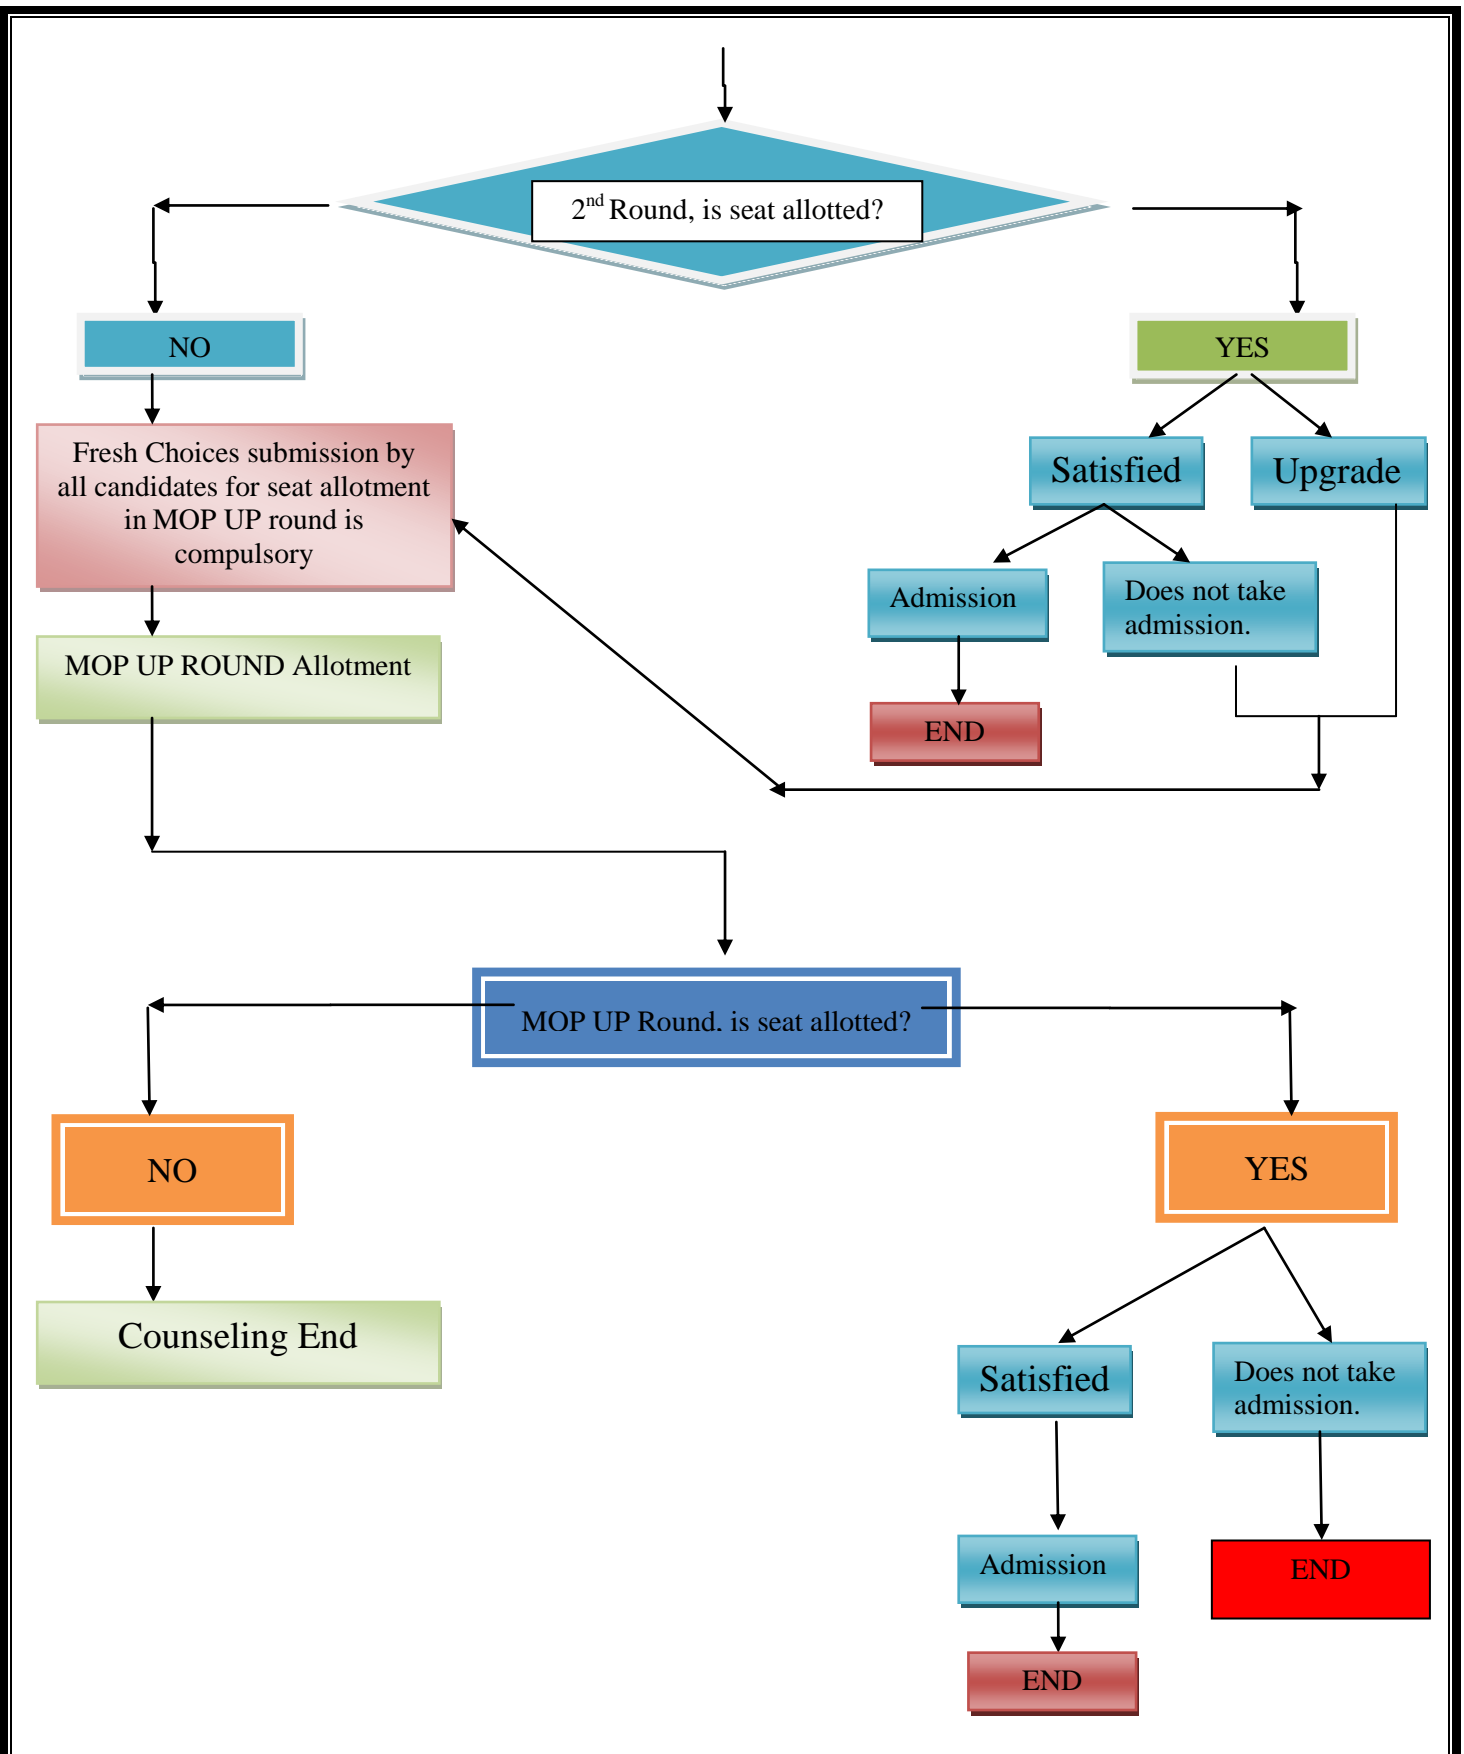 2nd Round, is seat allotted?
NO
YES
Fresh Choices submission by
all candidates for seat allotment
in MOP UP round is
compulsory
Satisfied
Upgrade
Admission
Does not take
admission.
MOP UP ROUND Allotment
END
MOP UP Round, is seat allotted?
NO
YES
Counseling End
Satisfied
Does not take
admission.
Admission
END
END